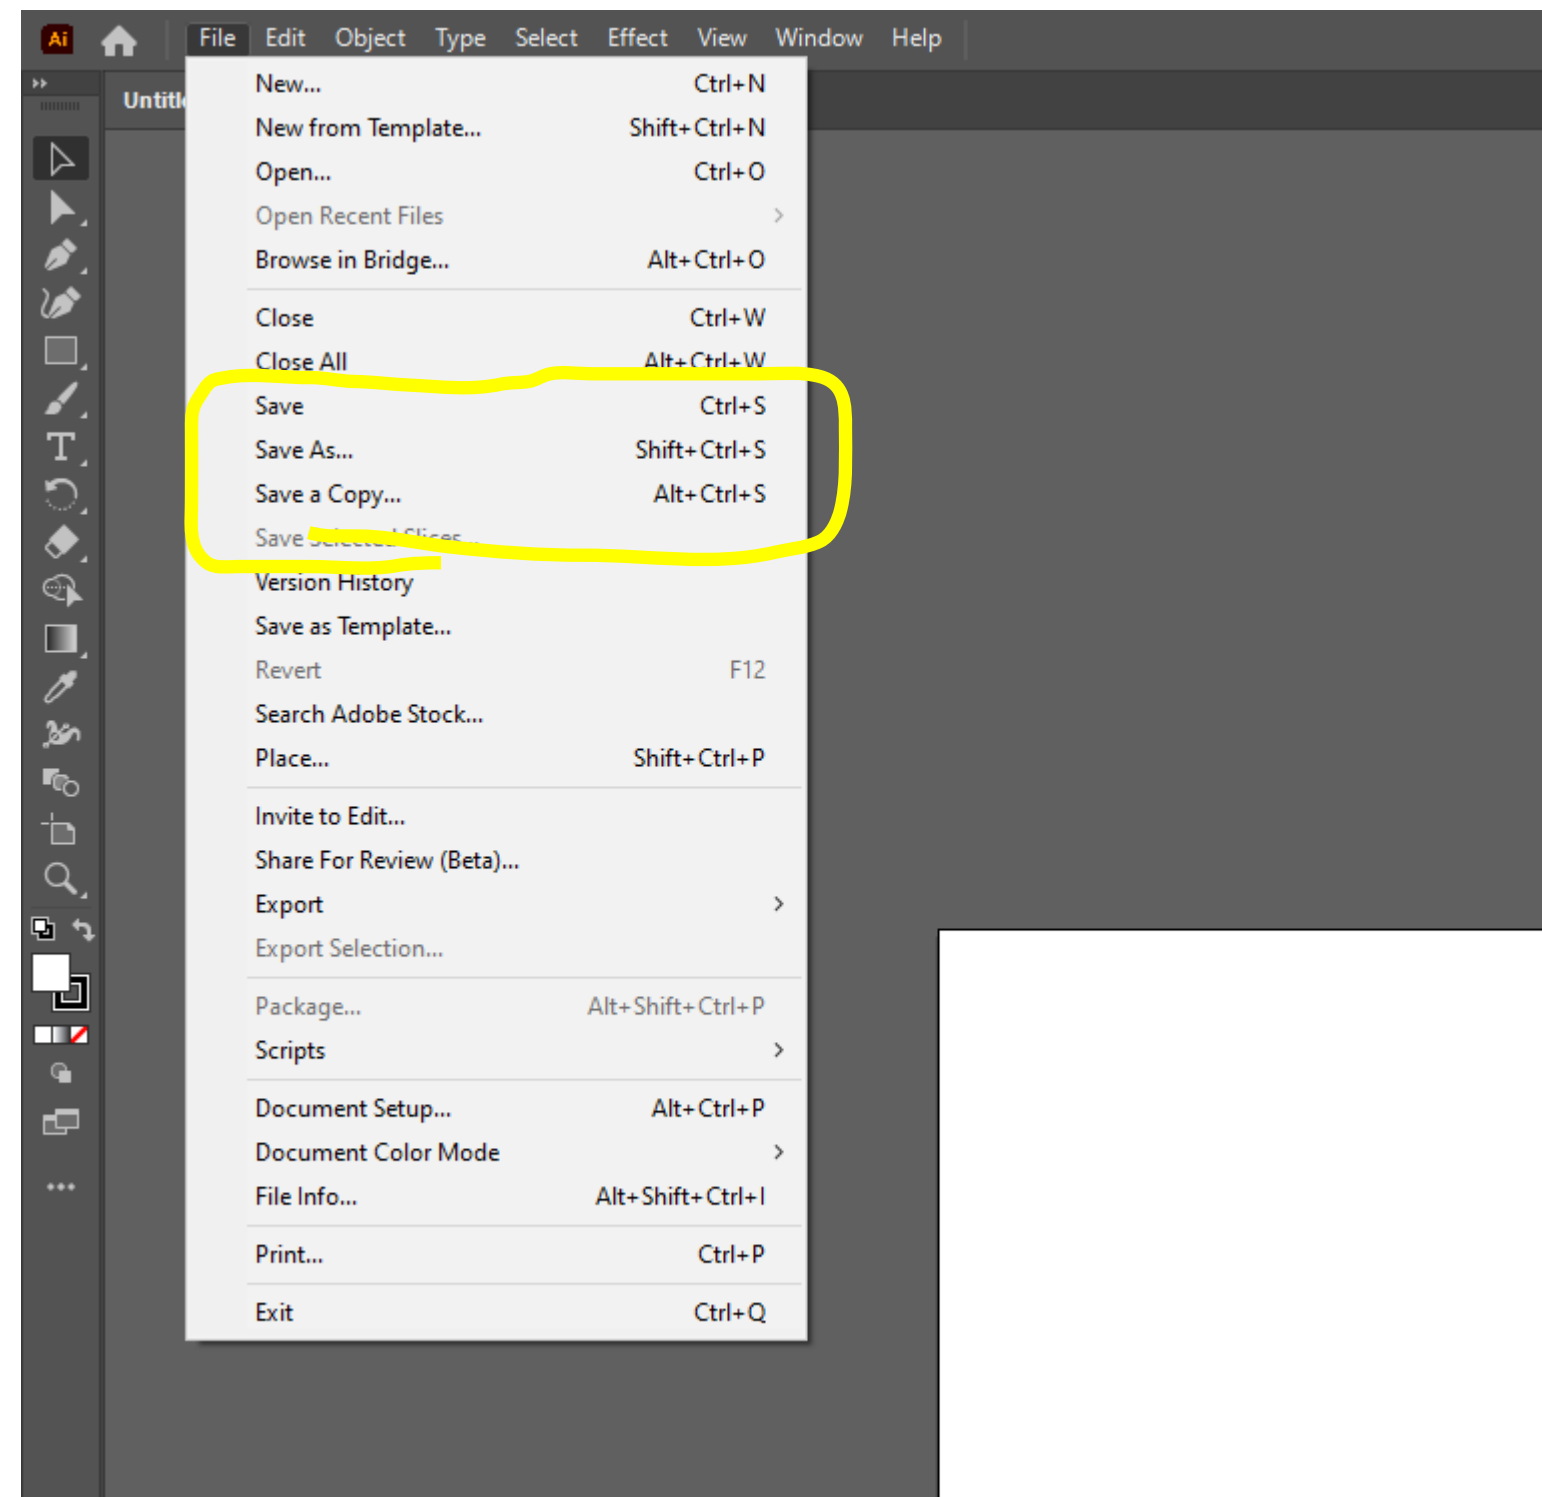 Ai File Edit Object Type Select Effect View Window Help
New... Ctrl+N
Untitl
New from Template... Shift+Ctrl+N
Open... Ctrl+O
Open Recent Files >
Browse in Bridge... Alt+Ctrl+O
Close Ctrl+W
Close All Alt+Ctrl+W
Save Ctrl+S
Save As... Shift+Ctrl+S
Save a Copy... Alt+Ctrl+S
Save Selected Slices...
Version History
Save as Template...
Revert F12
Search Adobe Stock...
Place... Shift+Ctrl+P
Invite to Edit...
Share For Review (Beta)...
Export >
Export Selection...
Package... Alt+Shift+Ctrl+P
Scripts >
Document Setup... Alt+Ctrl+P
Document Color Mode >
File Info... Alt+Shift+Ctrl+I
Print... Ctrl+P
Exit Ctrl+Q